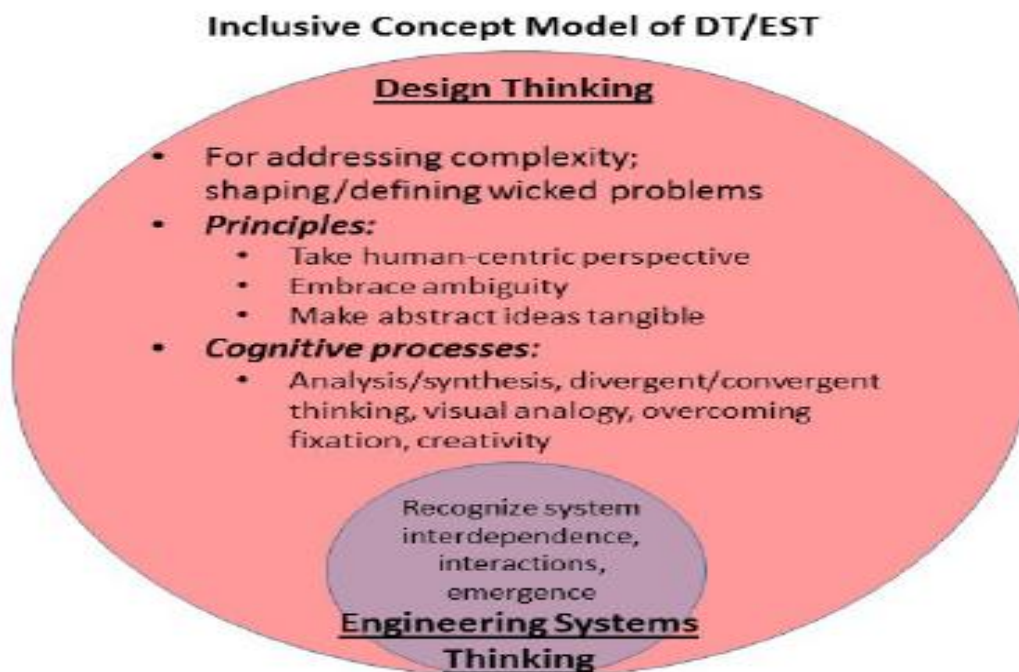 Inclusive Concept Model of DT/EST
Design Thinking
• For addressing complexity;
shaping/defining wicked problems
• Principles:
• Take human-centric perspective
• Embrace ambiguity
• Make abstract ideas tangible
• Cognitive processes:
• Analysis/synthesis, divergent/convergent
thinking, visual analogy, overcoming
fixation, creativity
Recognize system
interdependence,
interactions,
emergence
Engineering Systems
Thinking